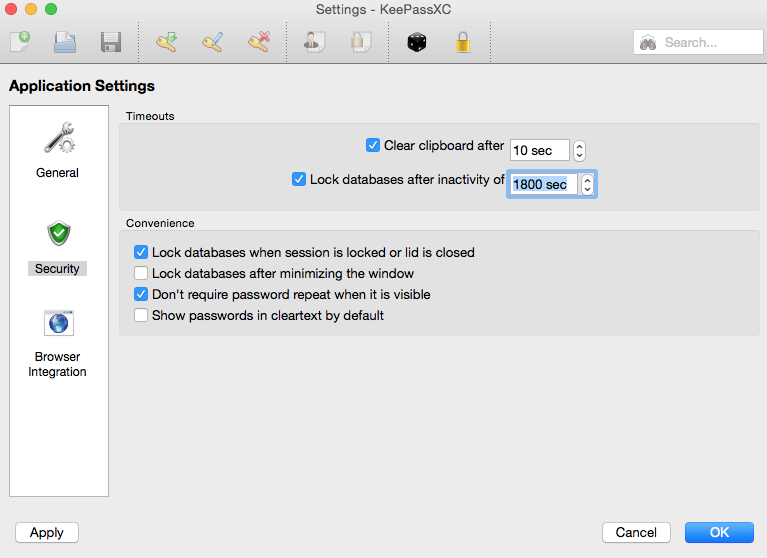 Settings - KeePassXC
Search...
Application Settings
General
Security
Browser
Integration
Timeouts
Clear clipboard after 10 sec
Lock databases after inactivity of 1800 sec
Convenience
Lock databases when session is locked or lid is closed
Lock databases after minimizing the window
Don't require password repeat when it is visible
Show passwords in cleartext by default
Apply
Cancel
OK